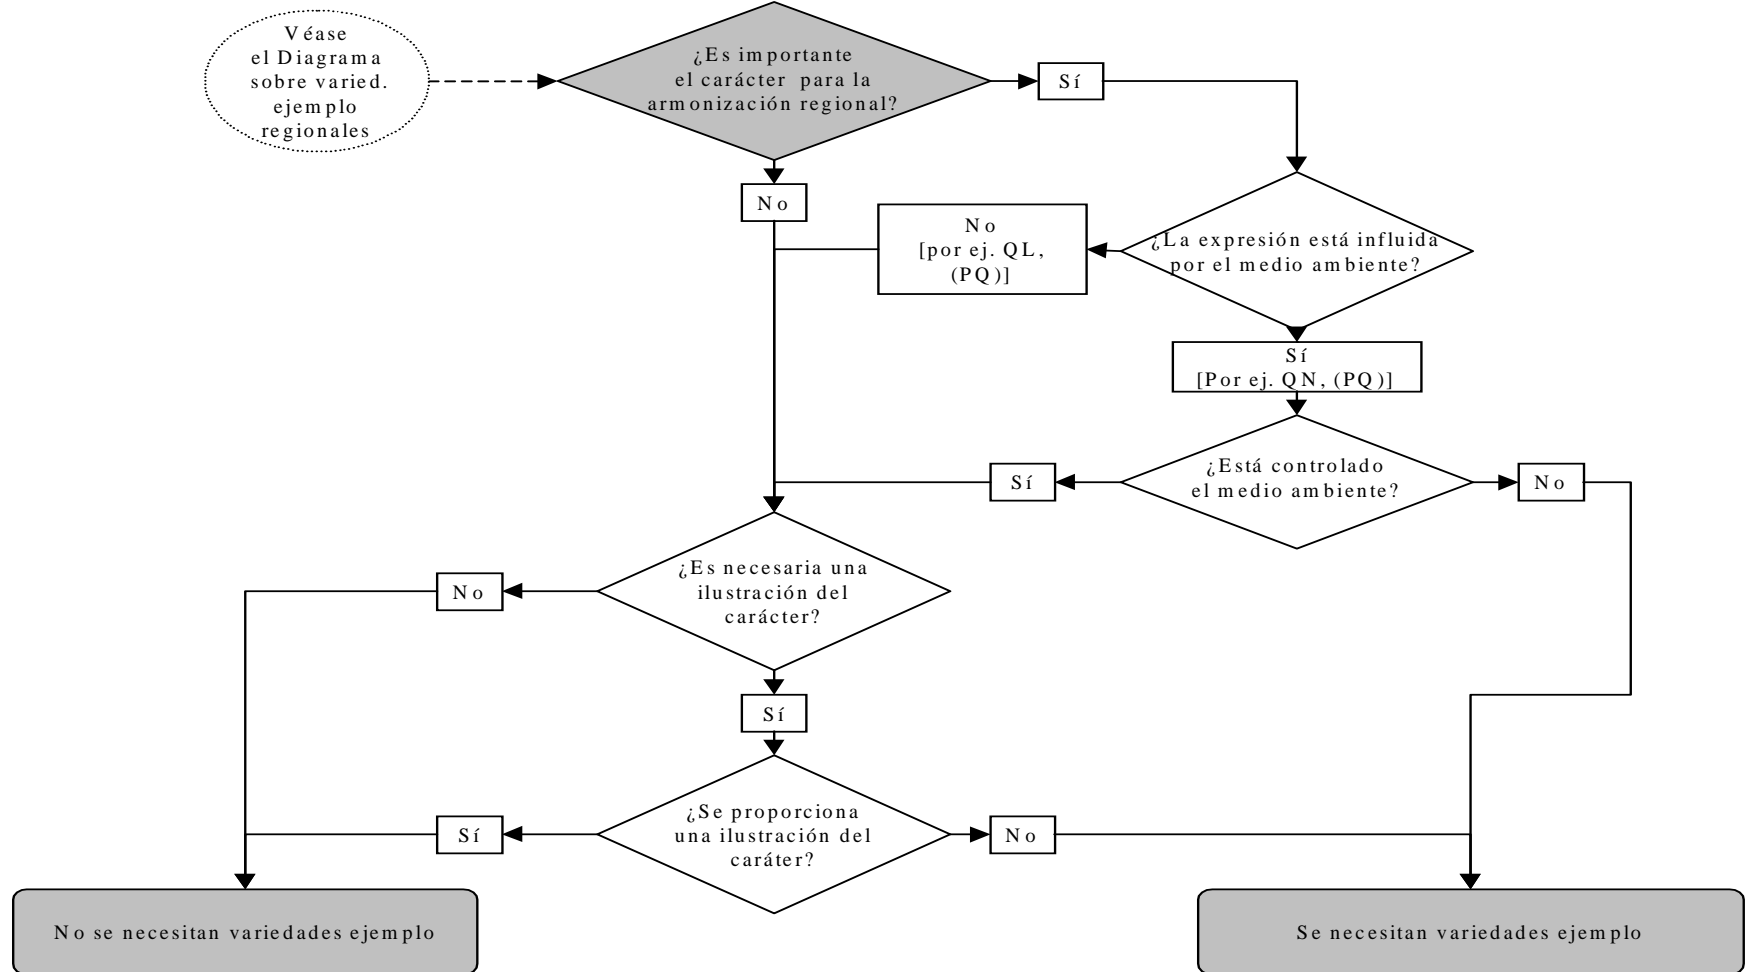 Véase
el Diagrama
sobre varied.
ejemplo
regionales
¿Es importante
el carácter para la
armonización regional?
Sí
No
No
[por ej. QL,
(PQ)]
¿La expresión está influida
por el medio ambiente?
Sí
[Por ej. QN, (PQ)]
¿Está controlado
el medio ambiente?
Sí
No
¿Es necesaria una
ilustración del
carácter?
No
Sí
¿Se proporciona
una ilustración del
caráter?
Sí
No
No se necesitan variedades ejemplo
Se necesitan variedades ejemplo